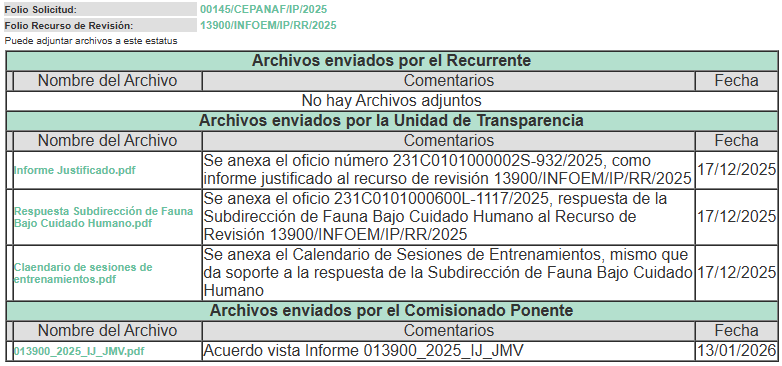 Folio Solicitud: 00145/CEPANAF/IP/2025
Folio Recurso de Revisión: 13900/INFOEM/IP/RR/2025
Puede adjuntar archivos a este estatus
Archivos enviados por el Recurrente
Nombre del Archivo Comentarios Fecha
No hay Archivos adjuntos
Archivos enviados por la Unidad de Transparencia
Nombre del Archivo Comentarios Fecha
Informe Justificado.pdf
Se anexa el oficio número 231C0101000002S-932/2025, como
informe justificado al recurso de revisión 13900/INFOEM/IP/RR/2025
17/12/2025
Respuesta Subdirección de Fauna
Bajo Cuidado Humano.pdf
Se anexa el oficio 231C0101000600L-1117/2025, respuesta de la
Subdirección de Fauna Bajo Cuidado Humano al Recurso de
Revisión 13900/INFOEM/IP/RR/2025
17/12/2025
Claendario de sesiones de
entrenamientos.pdf
Se anexa el Calendario de Sesiones de Entrenamientos, mismo que
da soporte a la respuesta de la Subdirección de Fauna Bajo Cuidado
Humano
17/12/2025
Archivos enviados por el Comisionado Ponente
Nombre del Archivo Comentarios Fecha
013900_2025_IJ_JMV.pdf Acuerdo vista Informe 013900_2025_IJ_JMV 13/01/2026